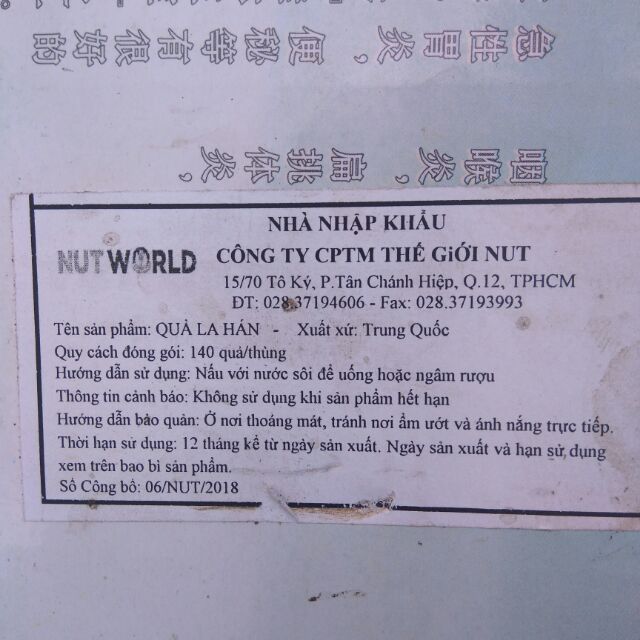 急性胃炎，便秘等有很好的
咽喉炎，扁挑体炎，
NHÀ NHẬP KHẨU
NUTWORLD
CÔNG TY CPTM THẾ GiỚI NUT
15/70 Tô Ký, P.Tân Chánh Hiệp, Q.12, TPHCM
ĐT: 028.37194606 - Fax: 028.37193993
Tên sản phẩm: QUẢ LA HÁN - Xuất xứ: Trung Quốc
Quy cách đóng gói: 140 quả/thùng
Hướng dẫn sử dụng: Nấu với nước sôi để uống hoặc ngâm rượu
Thông tin cảnh báo: Không sử dụng khi sản phẩm hết hạn
Hướng dẫn bảo quản: Ở nơi thoáng mát, tránh nơi ẩm ướt và ánh nắng trực tiếp.
Thời hạn sử dụng: 12 tháng kể từ ngày sản xuất. Ngày sản xuất và hạn sử dụng
xem trên bao bì sản phẩm.
Số Công bố: 06/NUT/2018